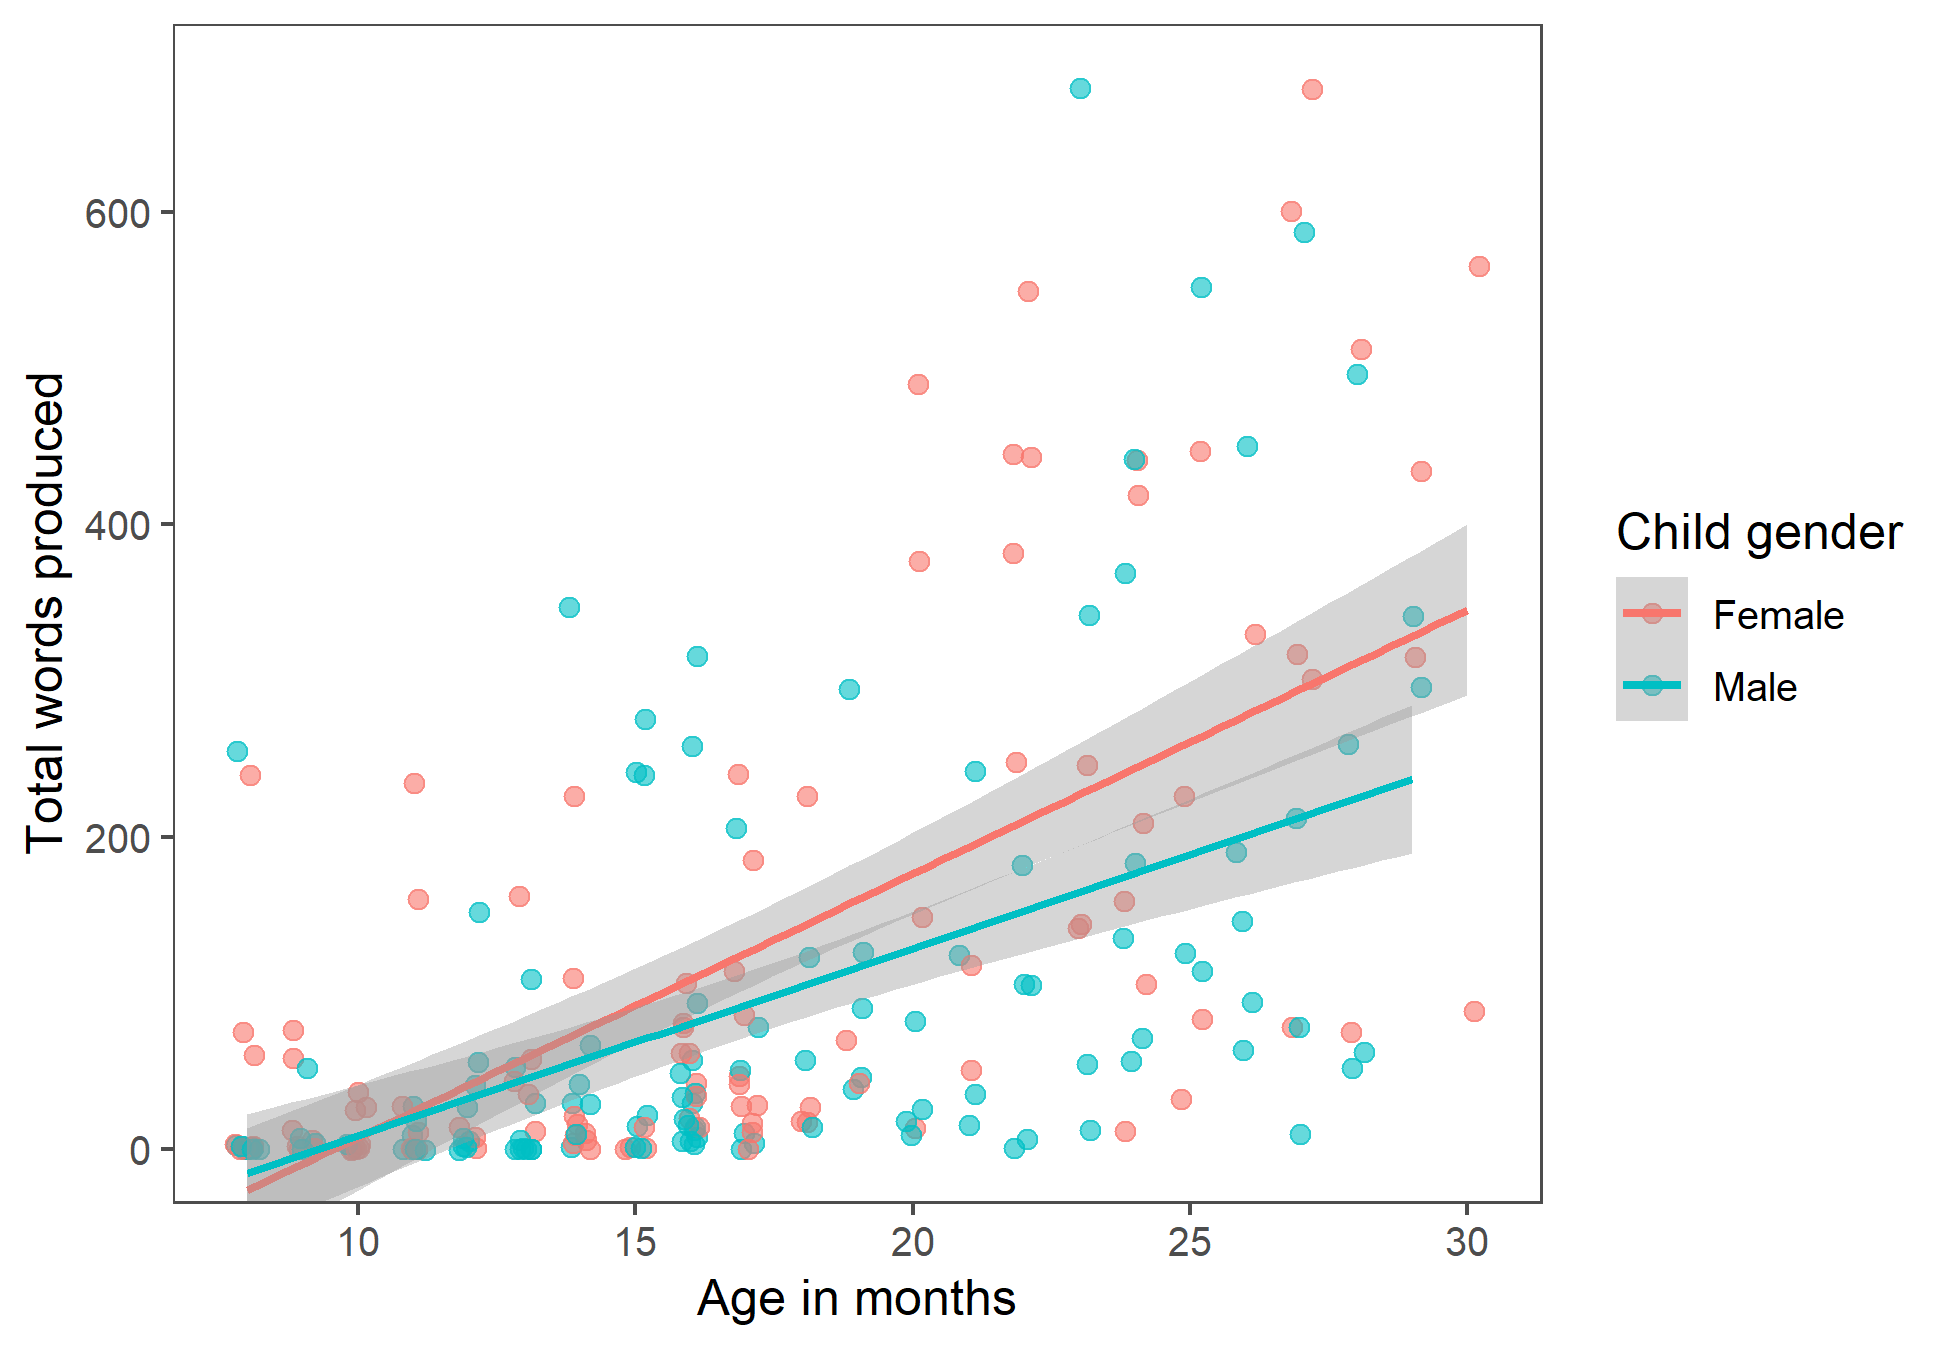 Total words produced
600
400
200
0
10 15 20 25 30
Age in months
Child gender
Female
Male